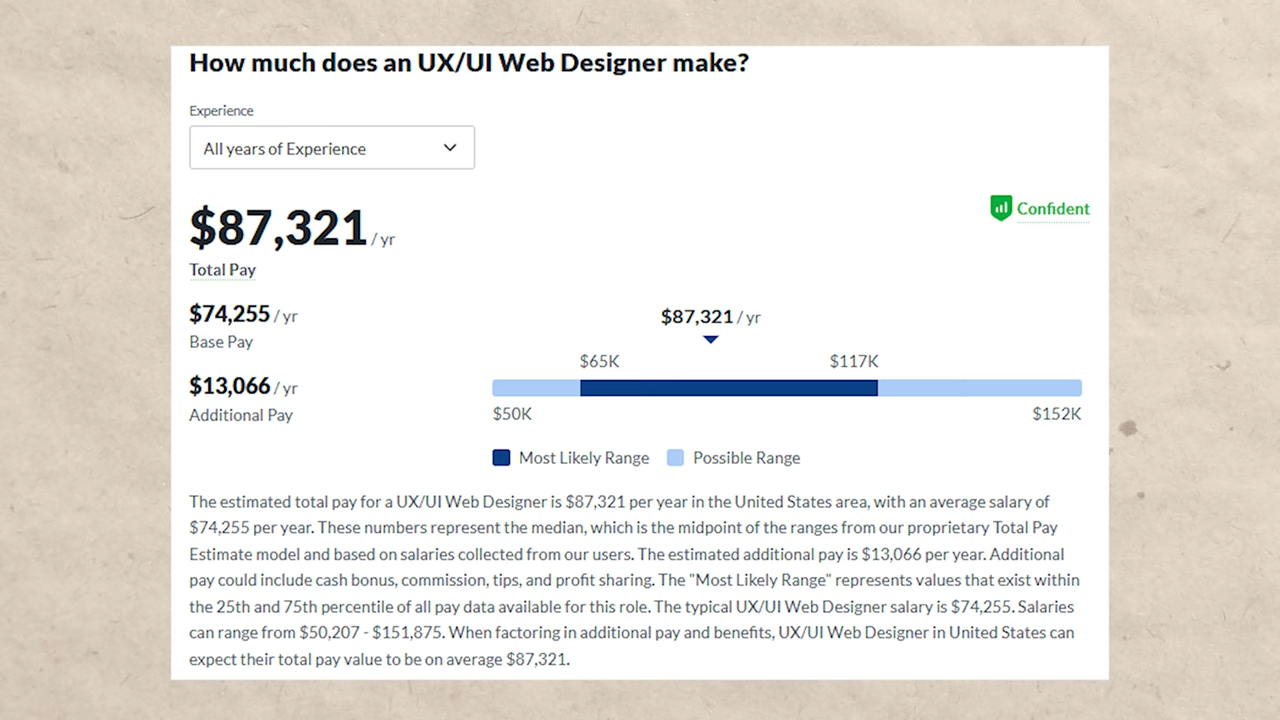 How much does an UX/UI Web Designer make?
Experience
All years of Experience
$87,321 / yr
Confident
Total Pay
$74,255 / yr
Base Pay
$13,066 / yr
Additional Pay
$87,321 / yr
$65K
$117K
$50K
$152K
Most Likely Range
Possible Range
The estimated total pay for a UX/UI Web Designer is $87,321 per year in the United States area, with an average salary of
$74,255 per year. These numbers represent the median, which is the midpoint of the ranges from our proprietary Total Pay
Estimate model and based on salaries collected from our users. The estimated additional pay is $13,066 per year. Additional
pay could include cash bonus, commission, tips, and profit sharing. The "Most Likely Range" represents values that exist within
the 25th and 75th percentile of all pay data available for this role. The typical UX/UI Web Designer salary is $74,255. Salaries
can range from $50,207 - $151,875. When factoring in additional pay and benefits, UX/UI Web Designer in United States can
expect their total pay value to be on average $87,321.